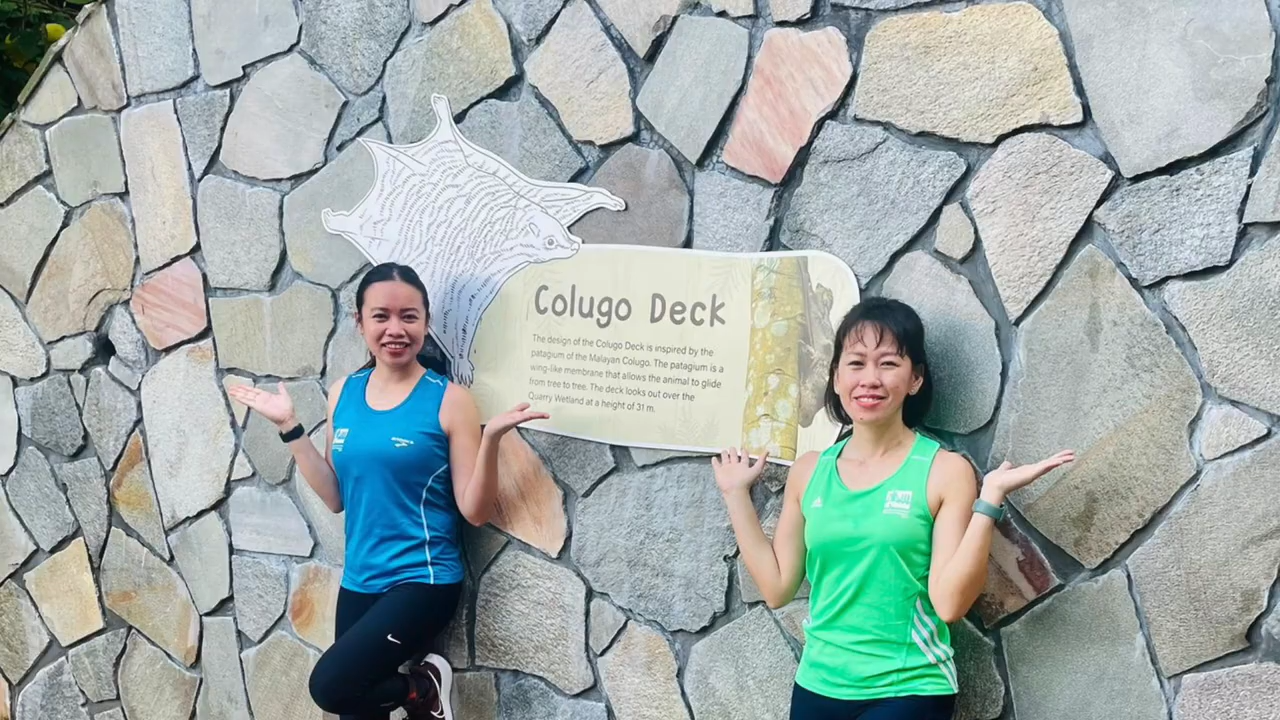 Colugo Deck
The design of the Colugo Deck is inspired by the
patagium of the Malayan Colugo. The patagium is a
wing-like membrane that allows the animal to glide
from tree to tree. The deck looks out over the
Quarry Wetland at a height of 31 m.